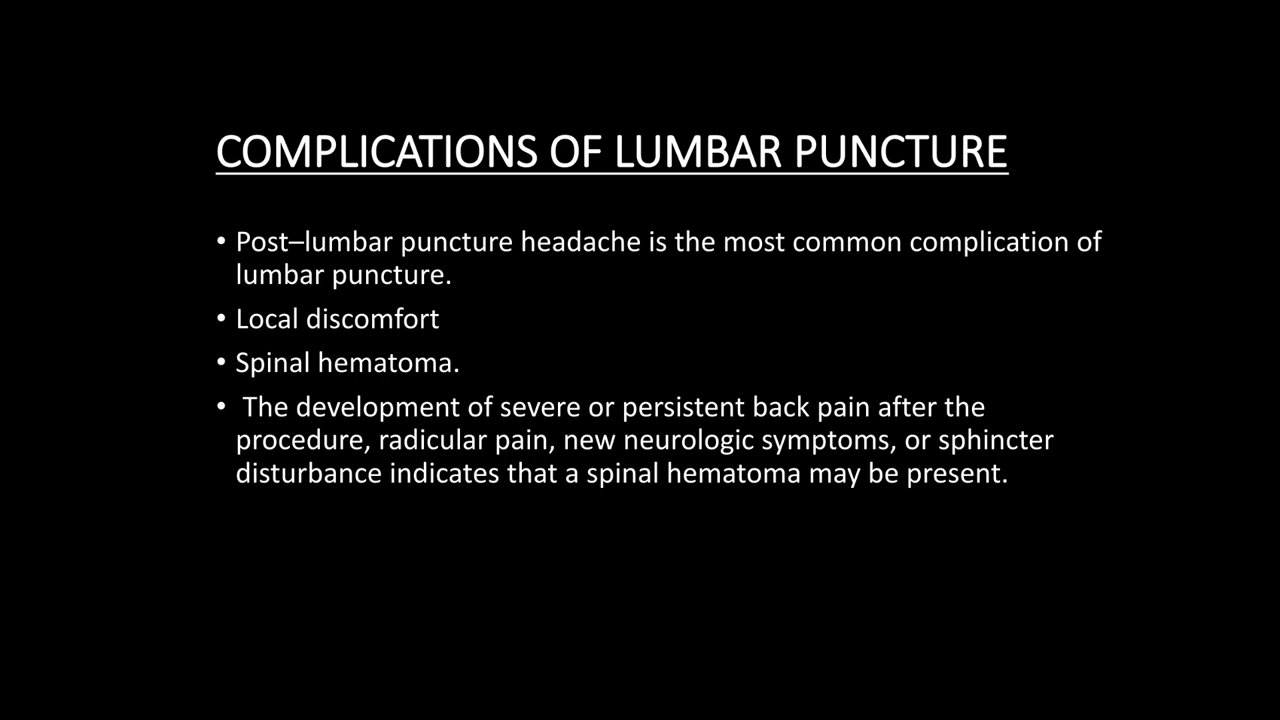 COMPLICATIONS OF LUMBAR PUNCTURE
• Post–lumbar puncture headache is the most common complication of
lumbar puncture.
• Local discomfort
• Spinal hematoma.
• The development of severe or persistent back pain after the
procedure, radicular pain, new neurologic symptoms, or sphincter
disturbance indicates that a spinal hematoma may be present.